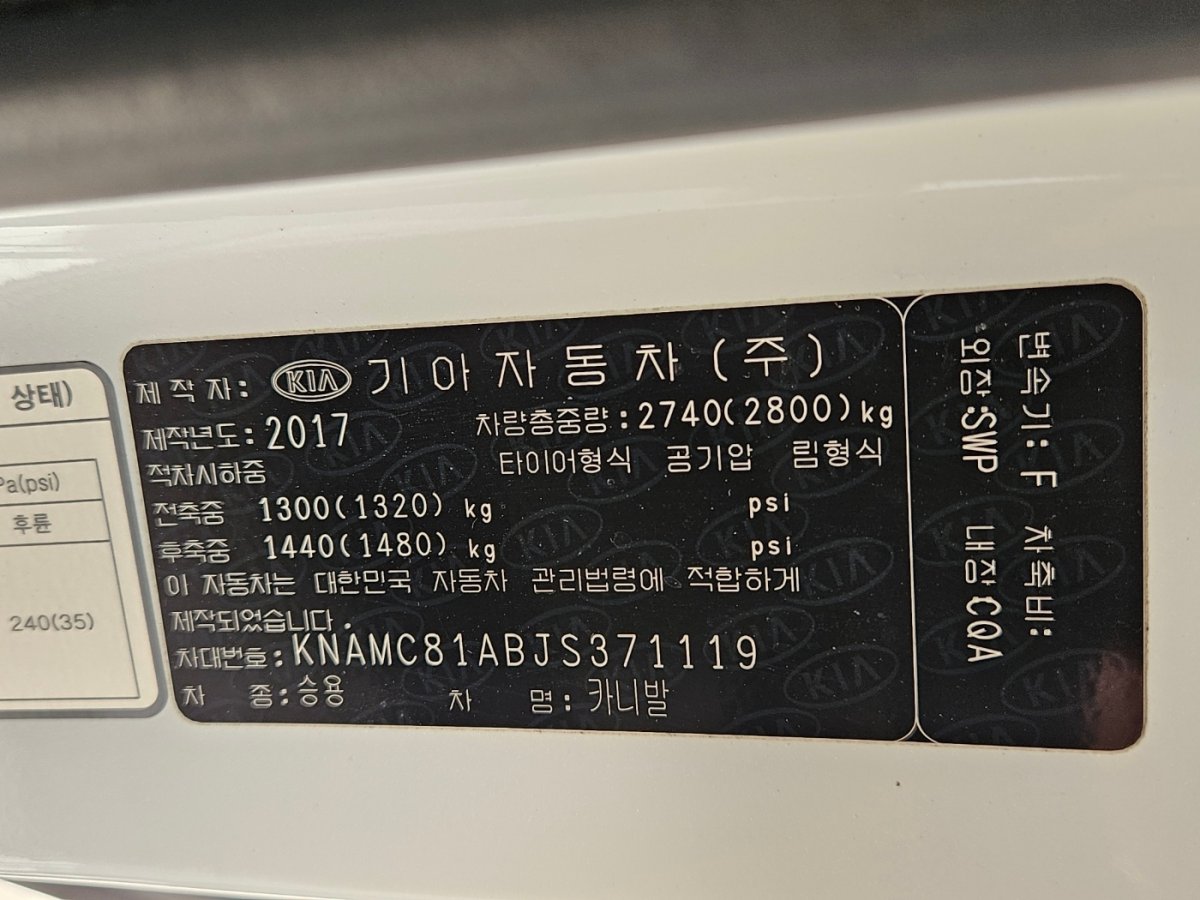 상태)
Pa(psi)
후륜
240(35)
제 작 자: KIA 기아자동차(주)
제작년도:2017 차량총중량:2740(2800)kg
적차시하중 타이어형식 공기압 림형식
전축중 1300(1320) kg psi
후축중 1440(1480) kg psi
이 자동차는 대한민국 자동차 관리법령에 적합하게
제작되었습니다.
차대번호:KNAMC81ABJS371119
차 종:승용 차 명:카니발
변속기: F 차축비:
외장:SWP 내장CQA